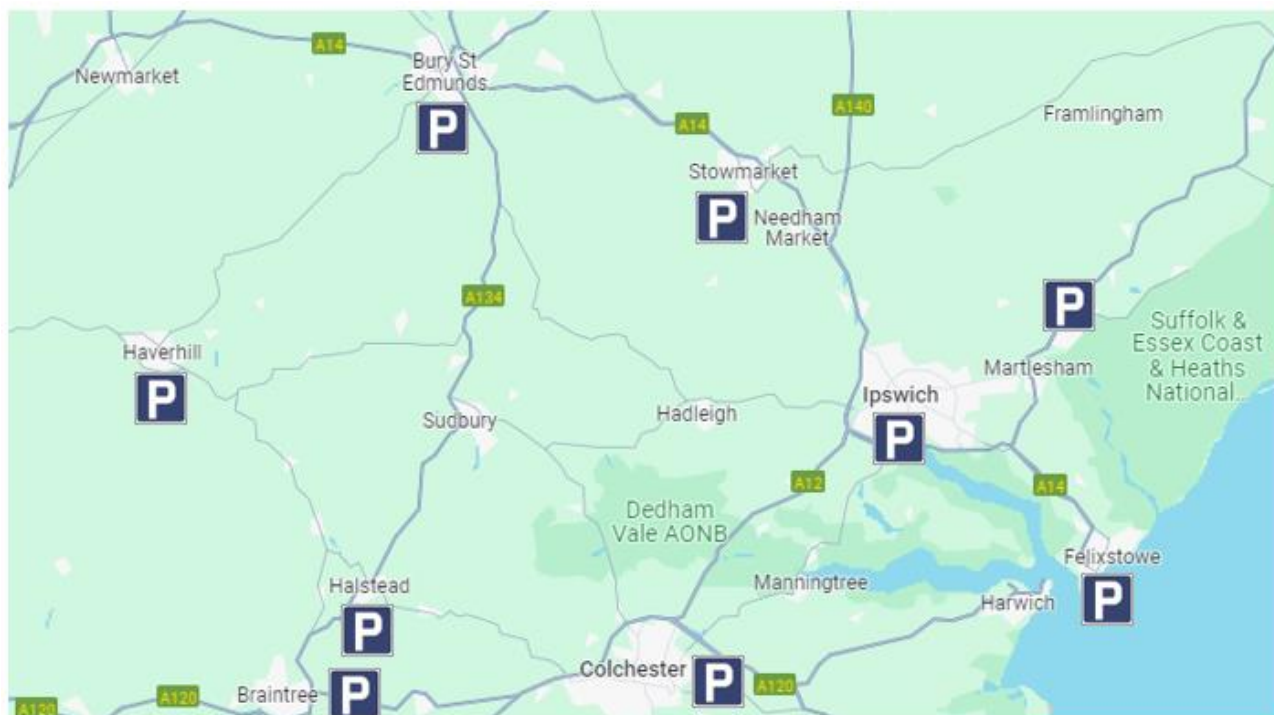 A14
Bury St
Edmunds
Newmarket
P
A14
A140
Framlingham
Stowmarket
P
Needham
Market
A134
P
Suffolk &
Essex Coast
& Heaths
National...
Haverhill
Martlesham
P
Ipswich
Sudbury
Hadleigh
P
A12
A14
Dedham
Vale AONB
Felixstowe
Halstead
Manningtree
Harwich
P
P
Colchester
P
A120
Braintree
P
A120
A120